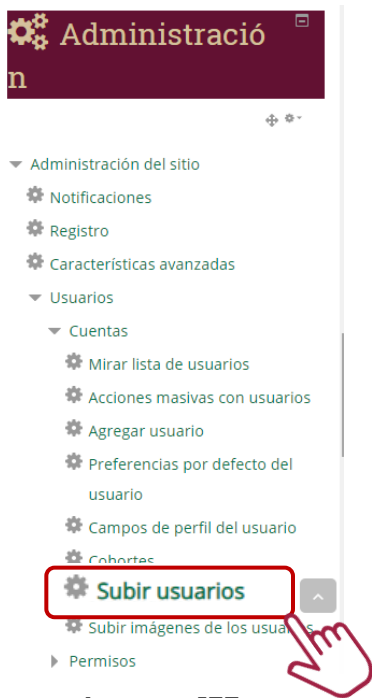 Administració
n
Administración del sitio
Notificaciones
Registro
Características avanzadas
Usuarios
Cuentas
Mirar lista de usuarios
Acciones masivas con usuarios
Agregar usuario
Preferencias por defecto del
usuario
Campos de perfil del usuario
Cohortes
Subir usuarios
Subir imágenes de los usuarios
Permisos